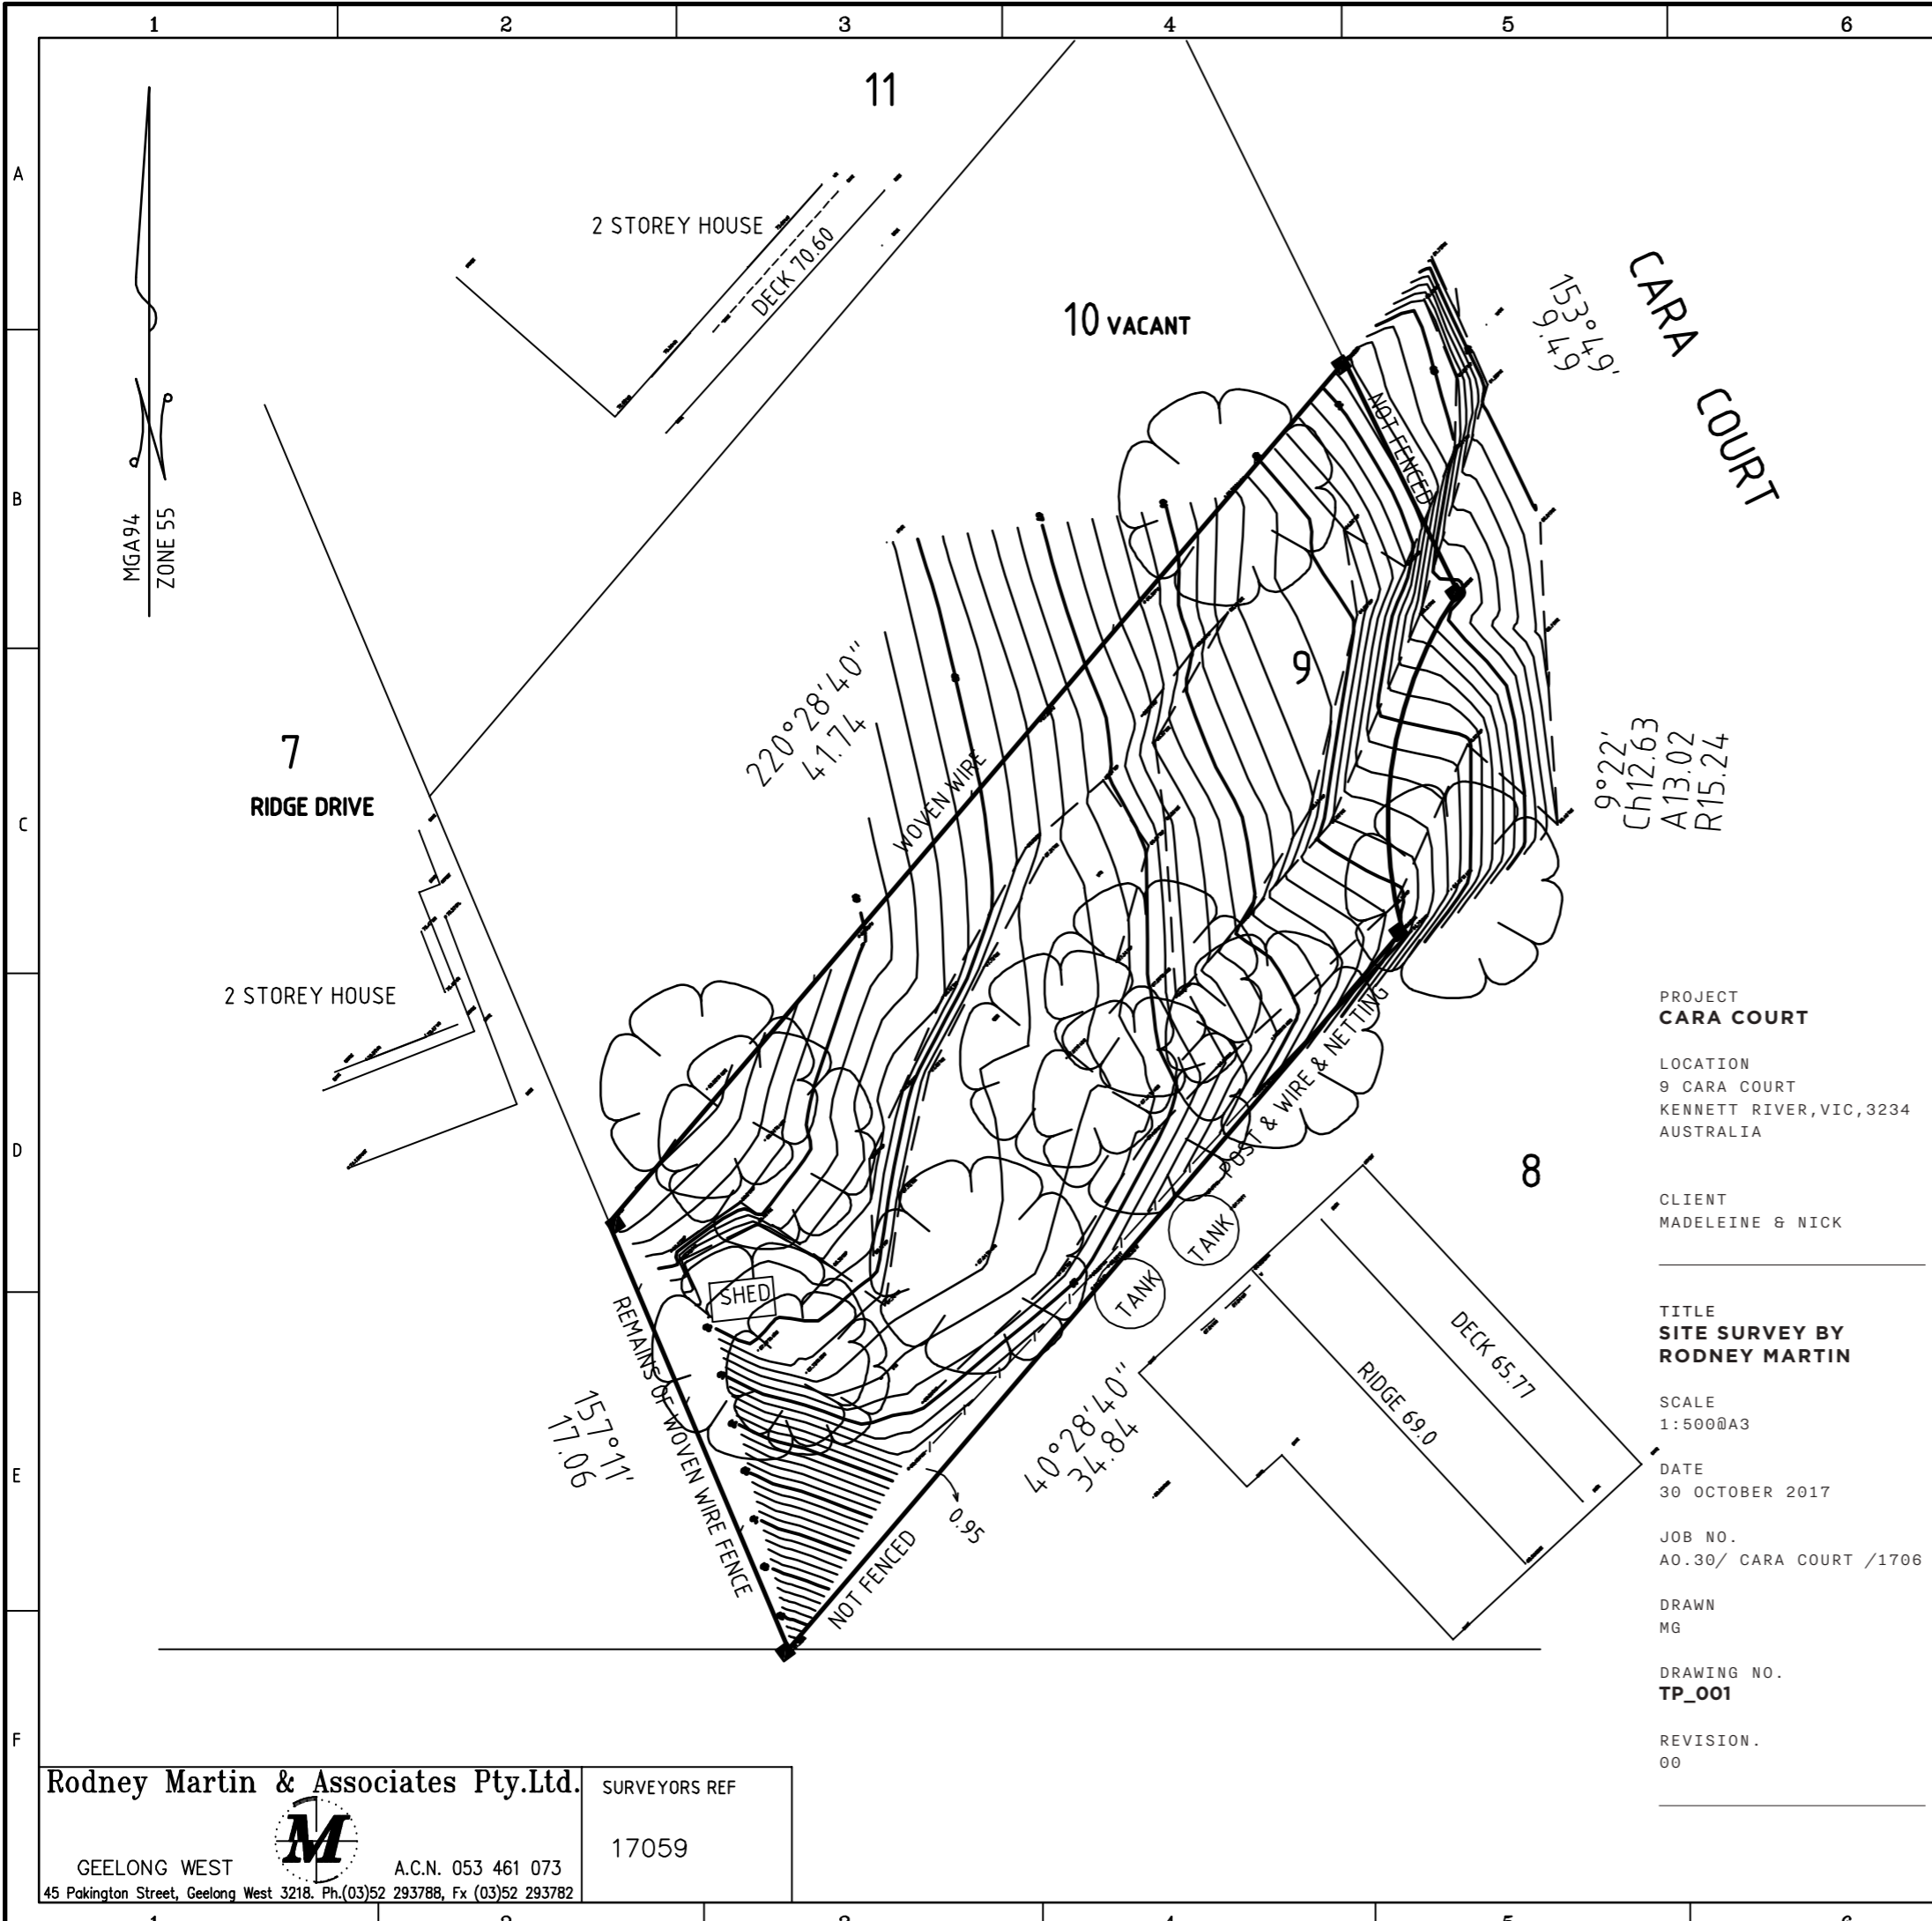 1 2 3 4 5 6
A
B
C
D
E
F
11
2 STOREY HOUSE
DECK 70.60
10 VACANT
153°49'
9.49
CARA COURT
NOT FENCED
MGA94
ZONE 55
220°28'40"
41.74
9
7
RIDGE DRIVE
WOVEN WIRE
9°22'
Ch12.63
A13.02
R15.24
2 STOREY HOUSE
POST & WIRE & NETTING
8
TANK
TANK
SHED
REMAINS OF WOVEN WIRE FENCE
157°11'
17.06
40°28'40"
34.84
DECK 65.77
RIDGE 69.0
0.95
NOT FENCED
PROJECT
CARA COURT
LOCATION
9 CARA COURT
KENNETT RIVER,VIC,3234
AUSTRALIA
CLIENT
MADELEINE & NICK
TITLE
SITE SURVEY BY
RODNEY MARTIN
SCALE
1:500@A3
DATE
30 OCTOBER 2017
JOB NO.
AO.30/ CARA COURT /1706
DRAWN
MG
DRAWING NO.
TP_001
REVISION.
00
Rodney Martin & Associates Pty.Ltd.
M
GEELONG WEST A.C.N. 053 461 073
45 Pakington Street, Geelong West 3218. Ph.(03)52 293788, Fx (03)52 293782
SURVEYORS REF
17059
1 2 3 4 5 6